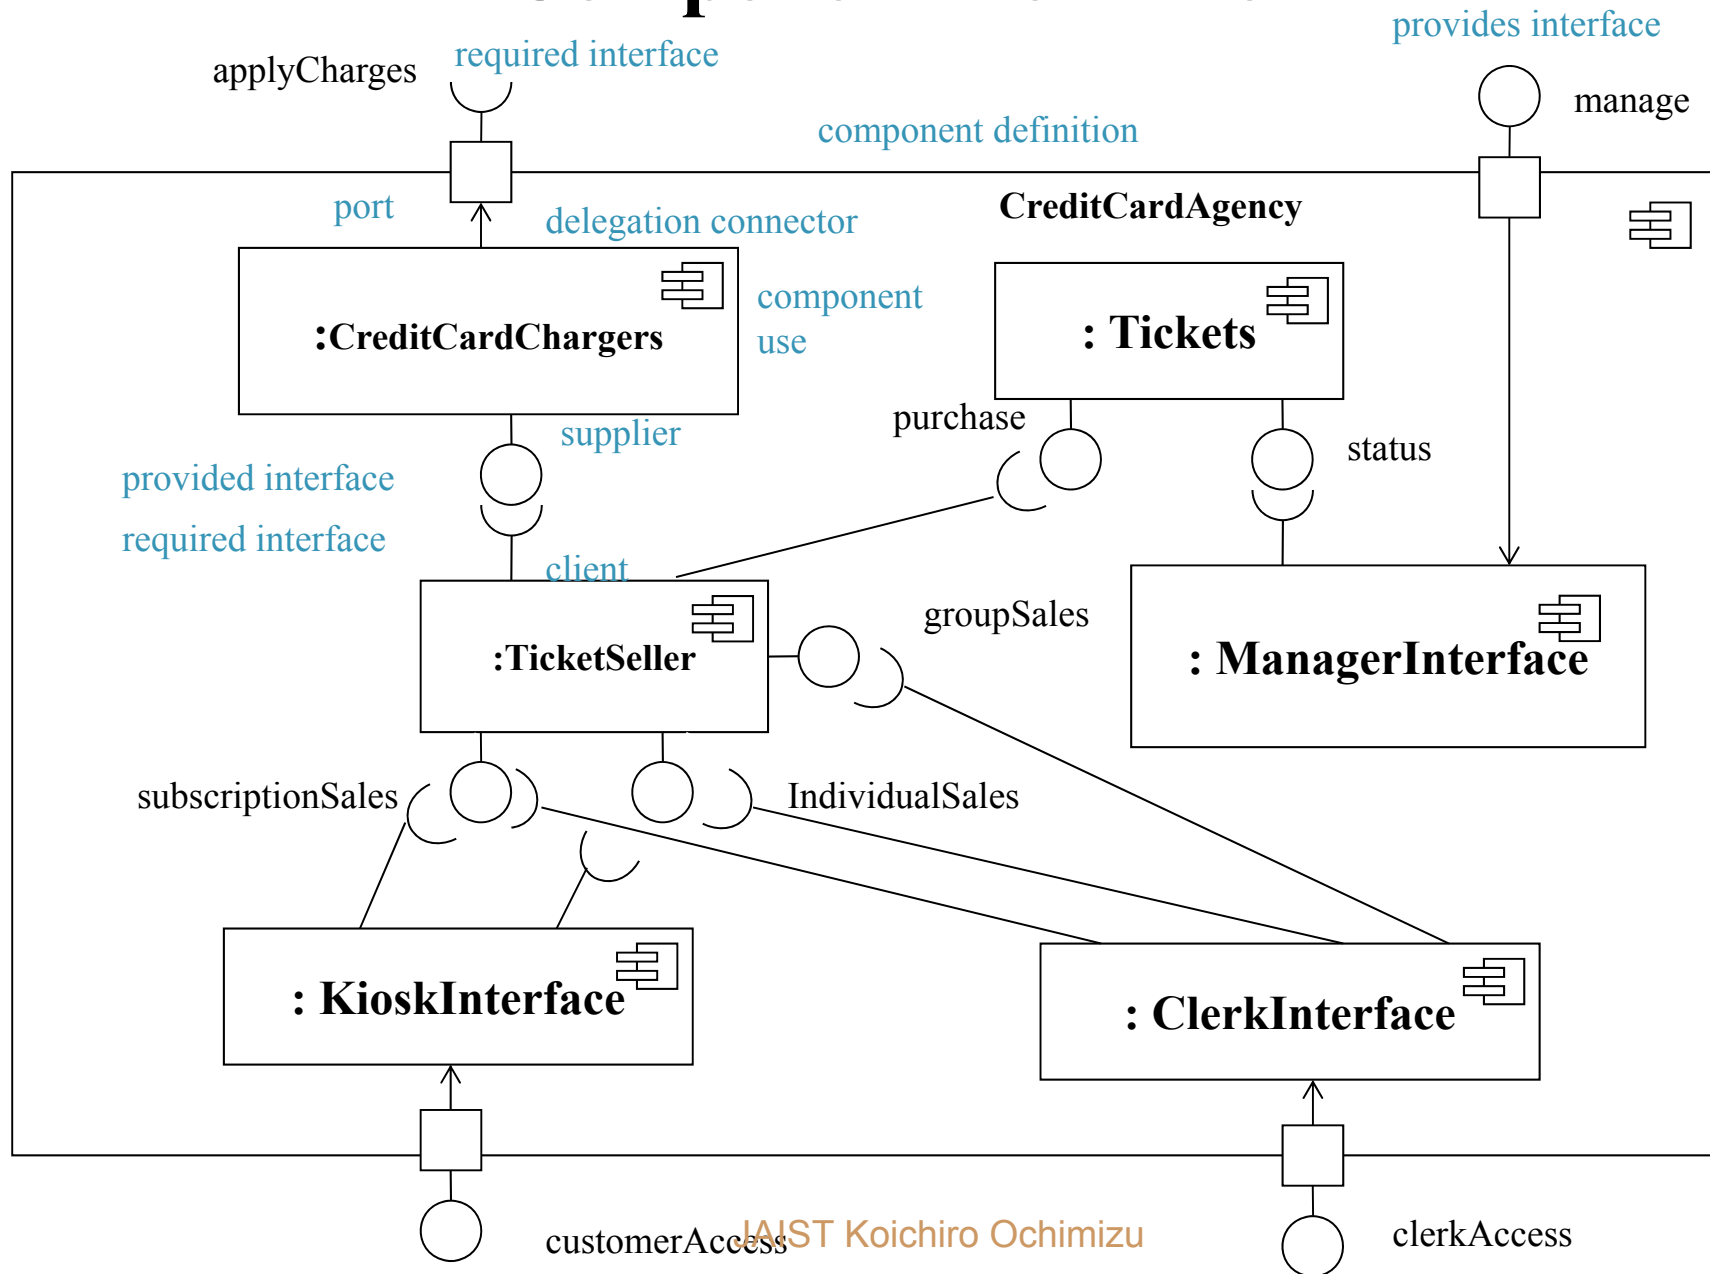 provides interface
required interface
applyCharges
manage
component definition
port
delegation connector
CreditCardAgency
component
use
:CreditCardChargers
: Tickets
purchase
supplier
status
provided interface
required interface
client
groupSales
:TicketSeller
: ManagerInterface
subscriptionSales
IndividualSales
: KioskInterface
: ClerkInterface
customerAccess
JAIST Koichiro Ochimizu
clerkAccess